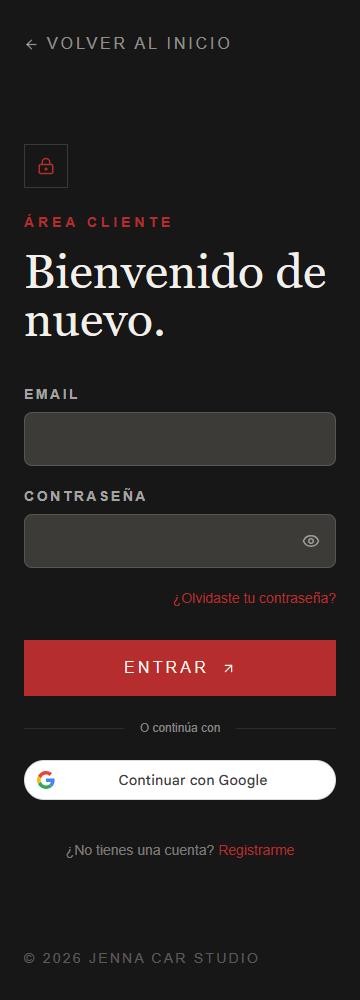 ← VOLVER AL INICIO
ÁREA CLIENTE
Bienvenido de
nuevo.
EMAIL
CONTRASEÑA
¿Olvidaste tu contraseña?
ENTRAR ↗
O continúa con
Continuar con Google
¿No tienes una cuenta? Registrarme
© 2026 JENNA CAR STUDIO